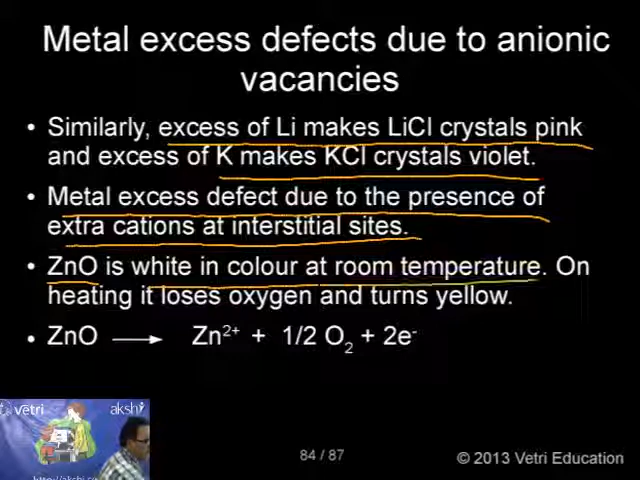 Metal excess defects due to anionic
vacancies
• Similarly, excess of Li makes LiCl crystals pink
and excess of K makes KCl crystals violet.
• Metal excess defect due to the presence of
extra cations at interstitial sites.
• ZnO is white in colour at room temperature. On
heating it loses oxygen and turns yellow.
• ZnO ⟶ Zn²⁺ + 1/2 O₂ + 2e⁻
vetri akshi
84 / 87 © 2013 Vetri Education